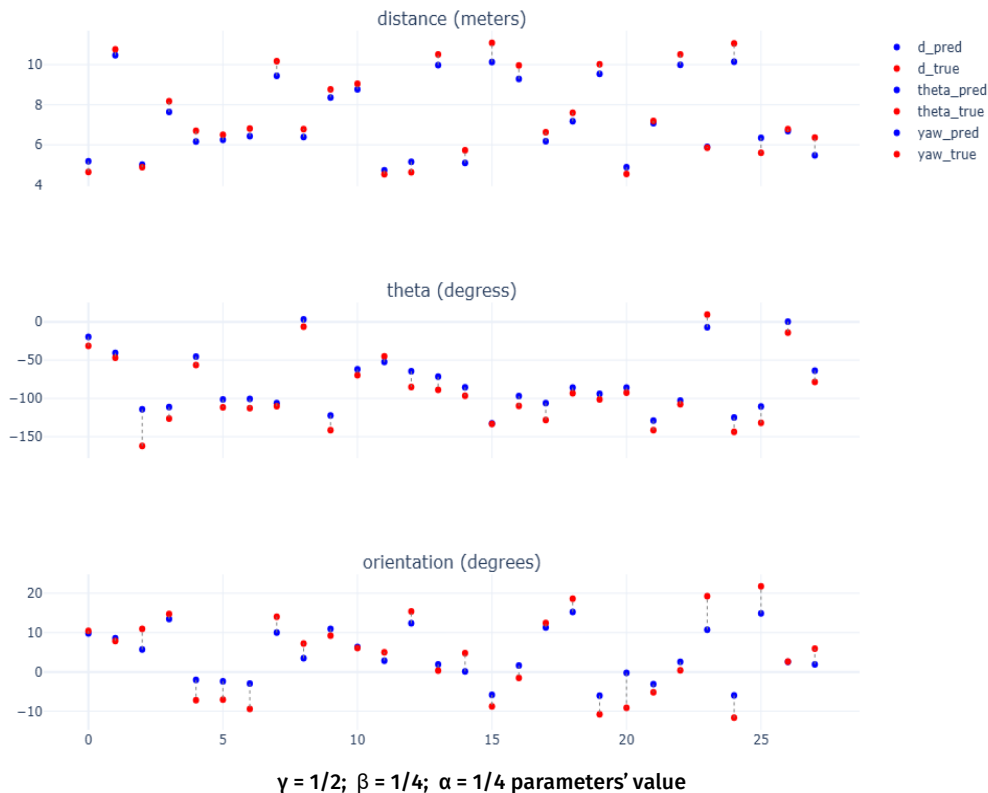 distance (meters)
10
8
6
4
d_pred
d_true
theta_pred
theta_true
yaw_pred
yaw_true
theta (degress)
0
−50
−100
−150
orientation (degrees)
20
10
0
−10
0 5 10 15 20 25
γ = 1/2; β = 1/4; α = 1/4 parameters’ value